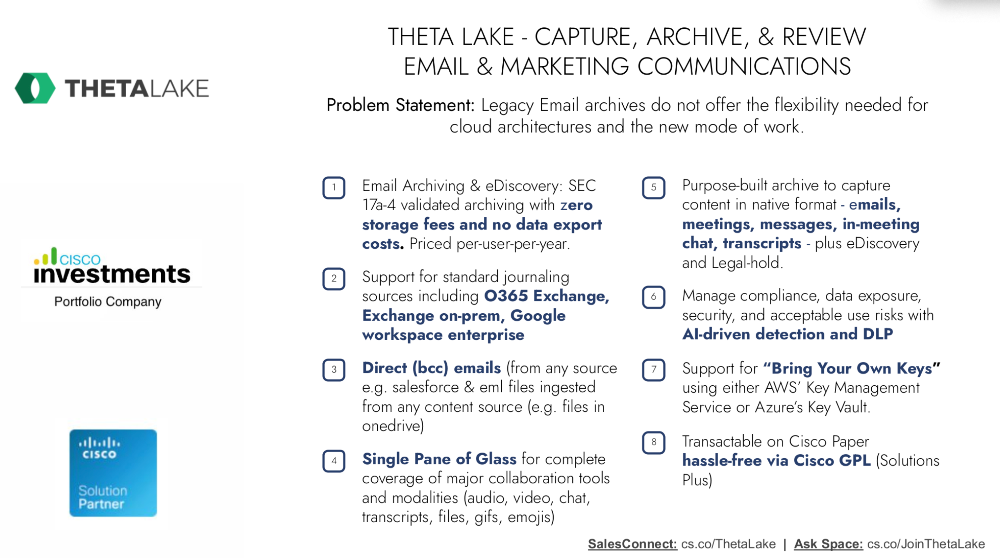 THETA LAKE - CAPTURE, ARCHIVE, & REVIEW
EMAIL & MARKETING COMMUNICATIONS
THETALAKE
Problem Statement: Legacy Email archives do not offer the flexibility needed for
cloud architectures and the new mode of work.
CISCO
investments
Portfolio Company
CISCO
Solution
Partner
1
Email Archiving & eDiscovery: SEC
17a-4 validated archiving with zero
storage fees and no data export
costs. Priced per-user-per-year.
2
Support for standard journaling
sources including O365 Exchange,
Exchange on-prem, Google
workspace enterprise
3
Direct (bcc) emails (from any source
e.g. salesforce & eml files ingested
from any content source (e.g. files in
onedrive)
4
Single Pane of Glass for complete
coverage of major collaboration tools
and modalities (audio, video, chat,
transcripts, files, gifs, emojis)
5
Purpose-built archive to capture
content in native format - emails,
meetings, messages, in-meeting
chat, transcripts - plus eDiscovery
and Legal-hold.
6
Manage compliance, data exposure,
security, and acceptable use risks with
AI-driven detection and DLP
7
Support for “Bring Your Own Keys”
using either AWS’ Key Management
Service or Azure’s Key Vault.
8
Transactable on Cisco Paper
hassle-free via Cisco GPL (Solutions
Plus)
SalesConnect: cs.co/ThetaLake | Ask Space: cs.co/JoinThetaLake